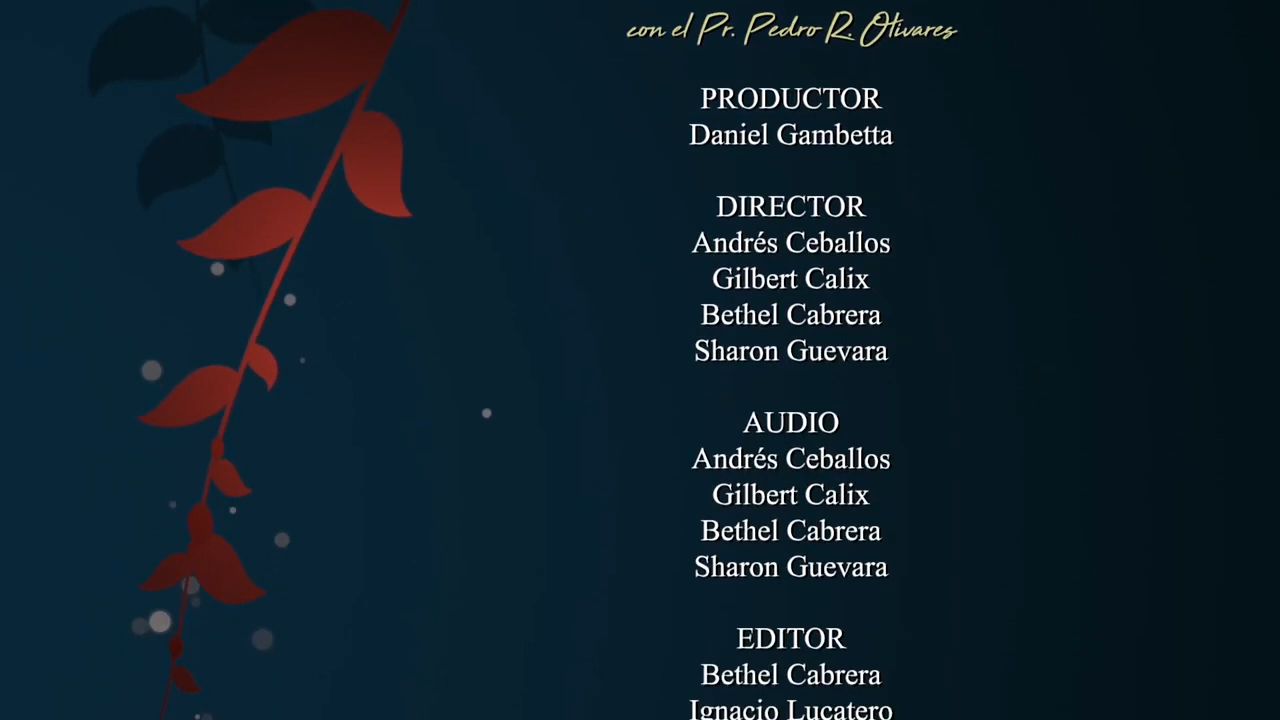 con el Pr. Pedro R. Olivares
PRODUCTOR
Daniel Gambetta
DIRECTOR
Andrés Ceballos
Gilbert Calix
Bethel Cabrera
Sharon Guevara
AUDIO
Andrés Ceballos
Gilbert Calix
Bethel Cabrera
Sharon Guevara
EDITOR
Bethel Cabrera
Ignacio Lucatero